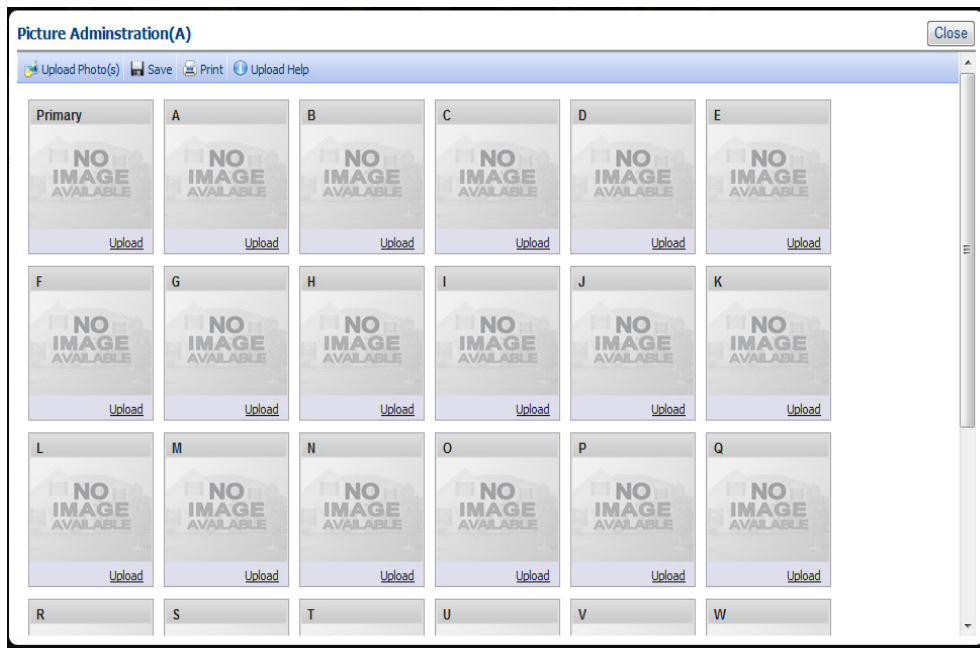 Picture Adminstration(A) Close
Upload Photo(s) Save Print Upload Help
Primary A B C D E
NO NO NO NO NO NO
IMAGE IMAGE IMAGE IMAGE IMAGE IMAGE
AVAILABLE AVAILABLE AVAILABLE AVAILABLE AVAILABLE AVAILABLE
Upload Upload Upload Upload Upload Upload
F G H I J K
NO NO NO NO NO NO
IMAGE IMAGE IMAGE IMAGE IMAGE IMAGE
AVAILABLE AVAILABLE AVAILABLE AVAILABLE AVAILABLE AVAILABLE
Upload Upload Upload Upload Upload Upload
L M N O P Q
NO NO NO NO NO NO
IMAGE IMAGE IMAGE IMAGE IMAGE IMAGE
AVAILABLE AVAILABLE AVAILABLE AVAILABLE AVAILABLE AVAILABLE
Upload Upload Upload Upload Upload Upload
R S T U V W